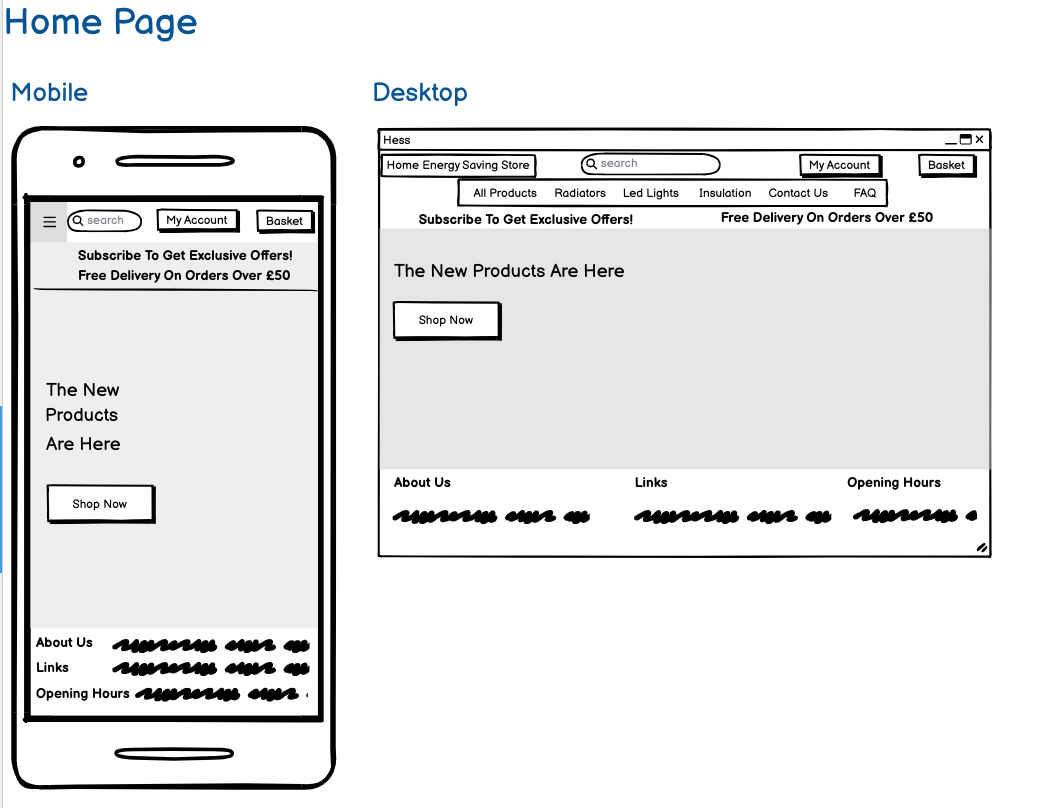 Home Page
Mobile
search
My Account
Basket
Subscribe To Get Exclusive Offers!
Free Delivery On Orders Over £50
The New
Products
Are Here
Shop Now
About Us
Links
Opening Hours
Desktop
Hess
Home Energy Saving Store
search
My Account
Basket
All Products Radiators Led Lights Insulation Contact Us FAQ
Subscribe To Get Exclusive Offers!
Free Delivery On Orders Over £50
The New Products Are Here
Shop Now
About Us
Links
Opening Hours